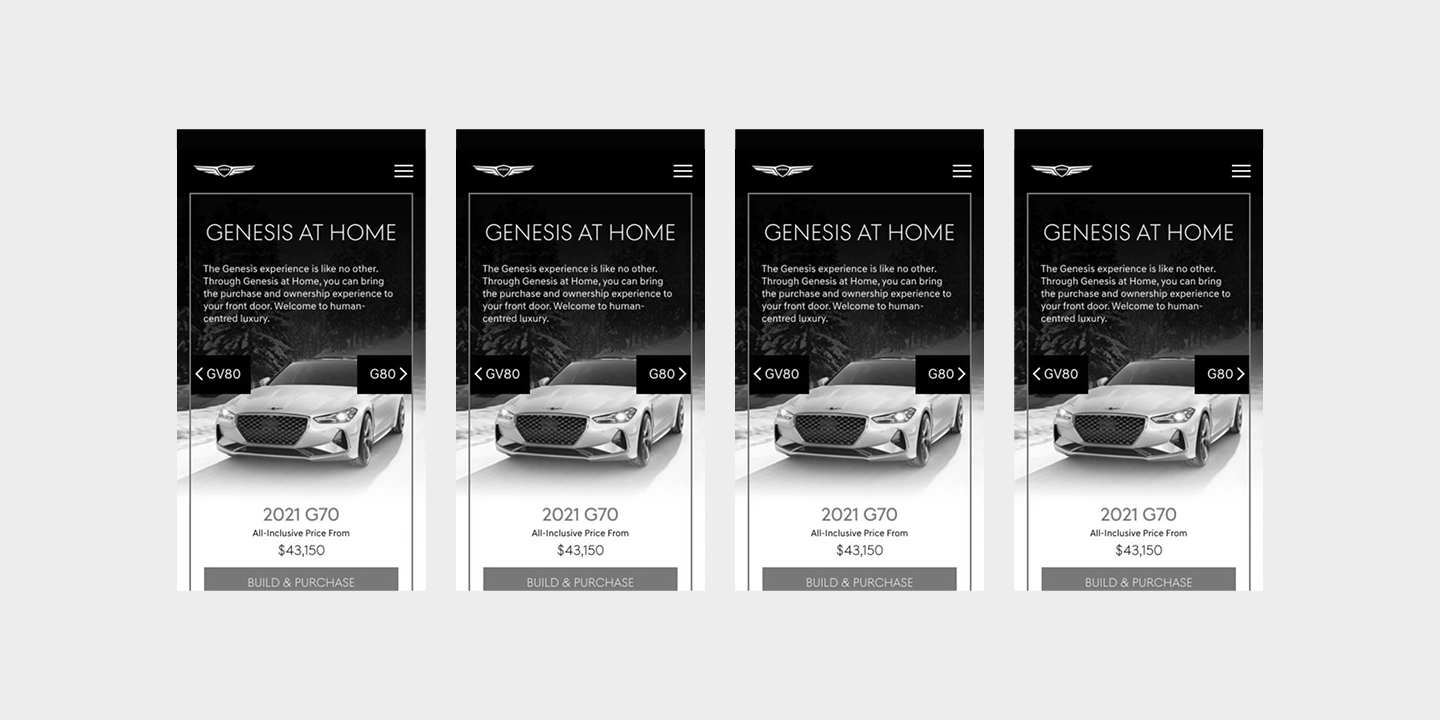 GENESIS AT HOME
The Genesis experience is like no other.
Through Genesis at Home, you can bring
the purchase and ownership experience to
your front door. Welcome to human-
centred luxury.
GV80
G80
2021 G70
All-Inclusive Price From
$43,150
BUILD & PURCHASE
GENESIS AT HOME
The Genesis experience is like no other.
Through Genesis at Home, you can bring
the purchase and ownership experience to
your front door. Welcome to human-
centred luxury.
GV80
G80
2021 G70
All-Inclusive Price From
$43,150
BUILD & PURCHASE
GENESIS AT HOME
The Genesis experience is like no other.
Through Genesis at Home, you can bring
the purchase and ownership experience to
your front door. Welcome to human-
centred luxury.
GV80
G80
2021 G70
All-Inclusive Price From
$43,150
BUILD & PURCHASE
GENESIS AT HOME
The Genesis experience is like no other.
Through Genesis at Home, you can bring
the purchase and ownership experience to
your front door. Welcome to human-
centred luxury.
GV80
G80
2021 G70
All-Inclusive Price From
$43,150
BUILD & PURCHASE